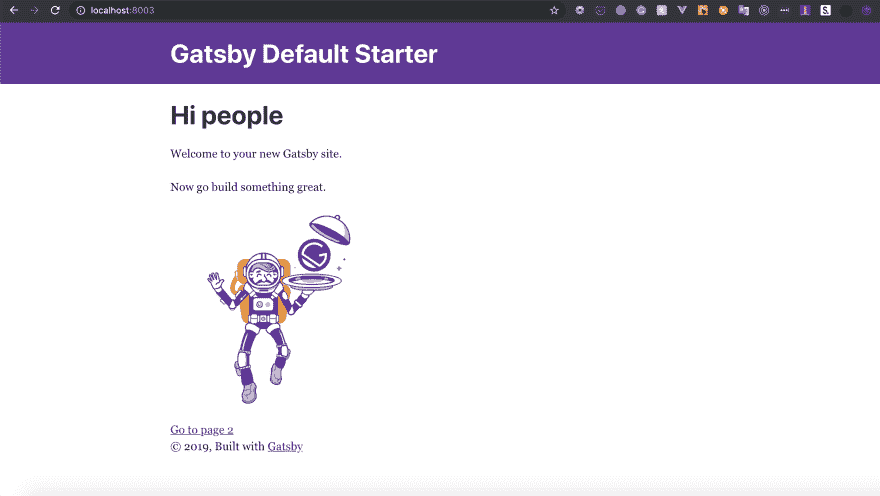 localhost:8003
Gatsby Default Starter
Hi people
Welcome to your new Gatsby site.
Now go build something great.
Go to page 2
© 2019, Built with Gatsby